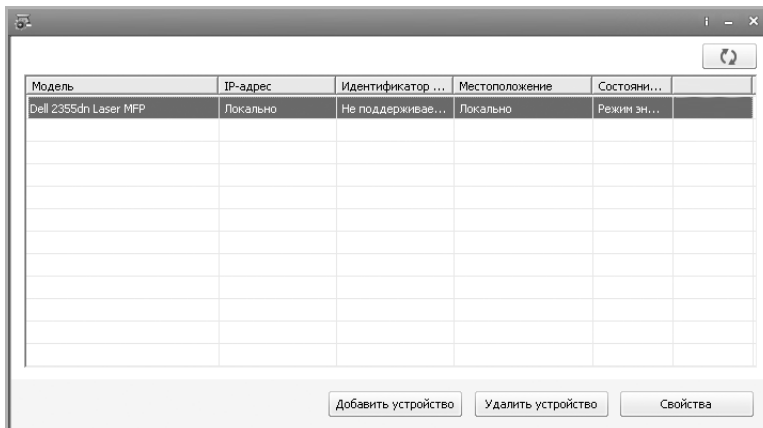 Модель IP-адрес Идентификатор ... Местоположение Состояни...
Dell 2355dn Laser MFP Локально Не поддерживае... Локально Режим эн...
Добавить устройство Удалить устройство Свойства